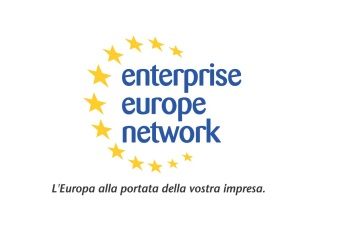 enterprise
europe
network
L'Europa alla portata della vostra impresa.